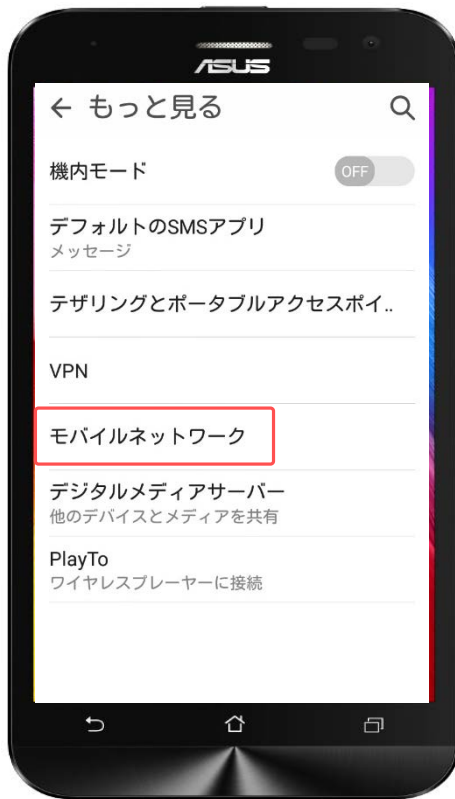 ASUS
← もっと見る
機内モード
OFF
デフォルトのSMSアプリ
メッセージ
テザリングとポータブルアクセスポイ..
VPN
モバイルネットワーク
デジタルメディアサーバー
他のデバイスとメディアを共有
PlayTo
ワイヤレスプレーヤーに接続